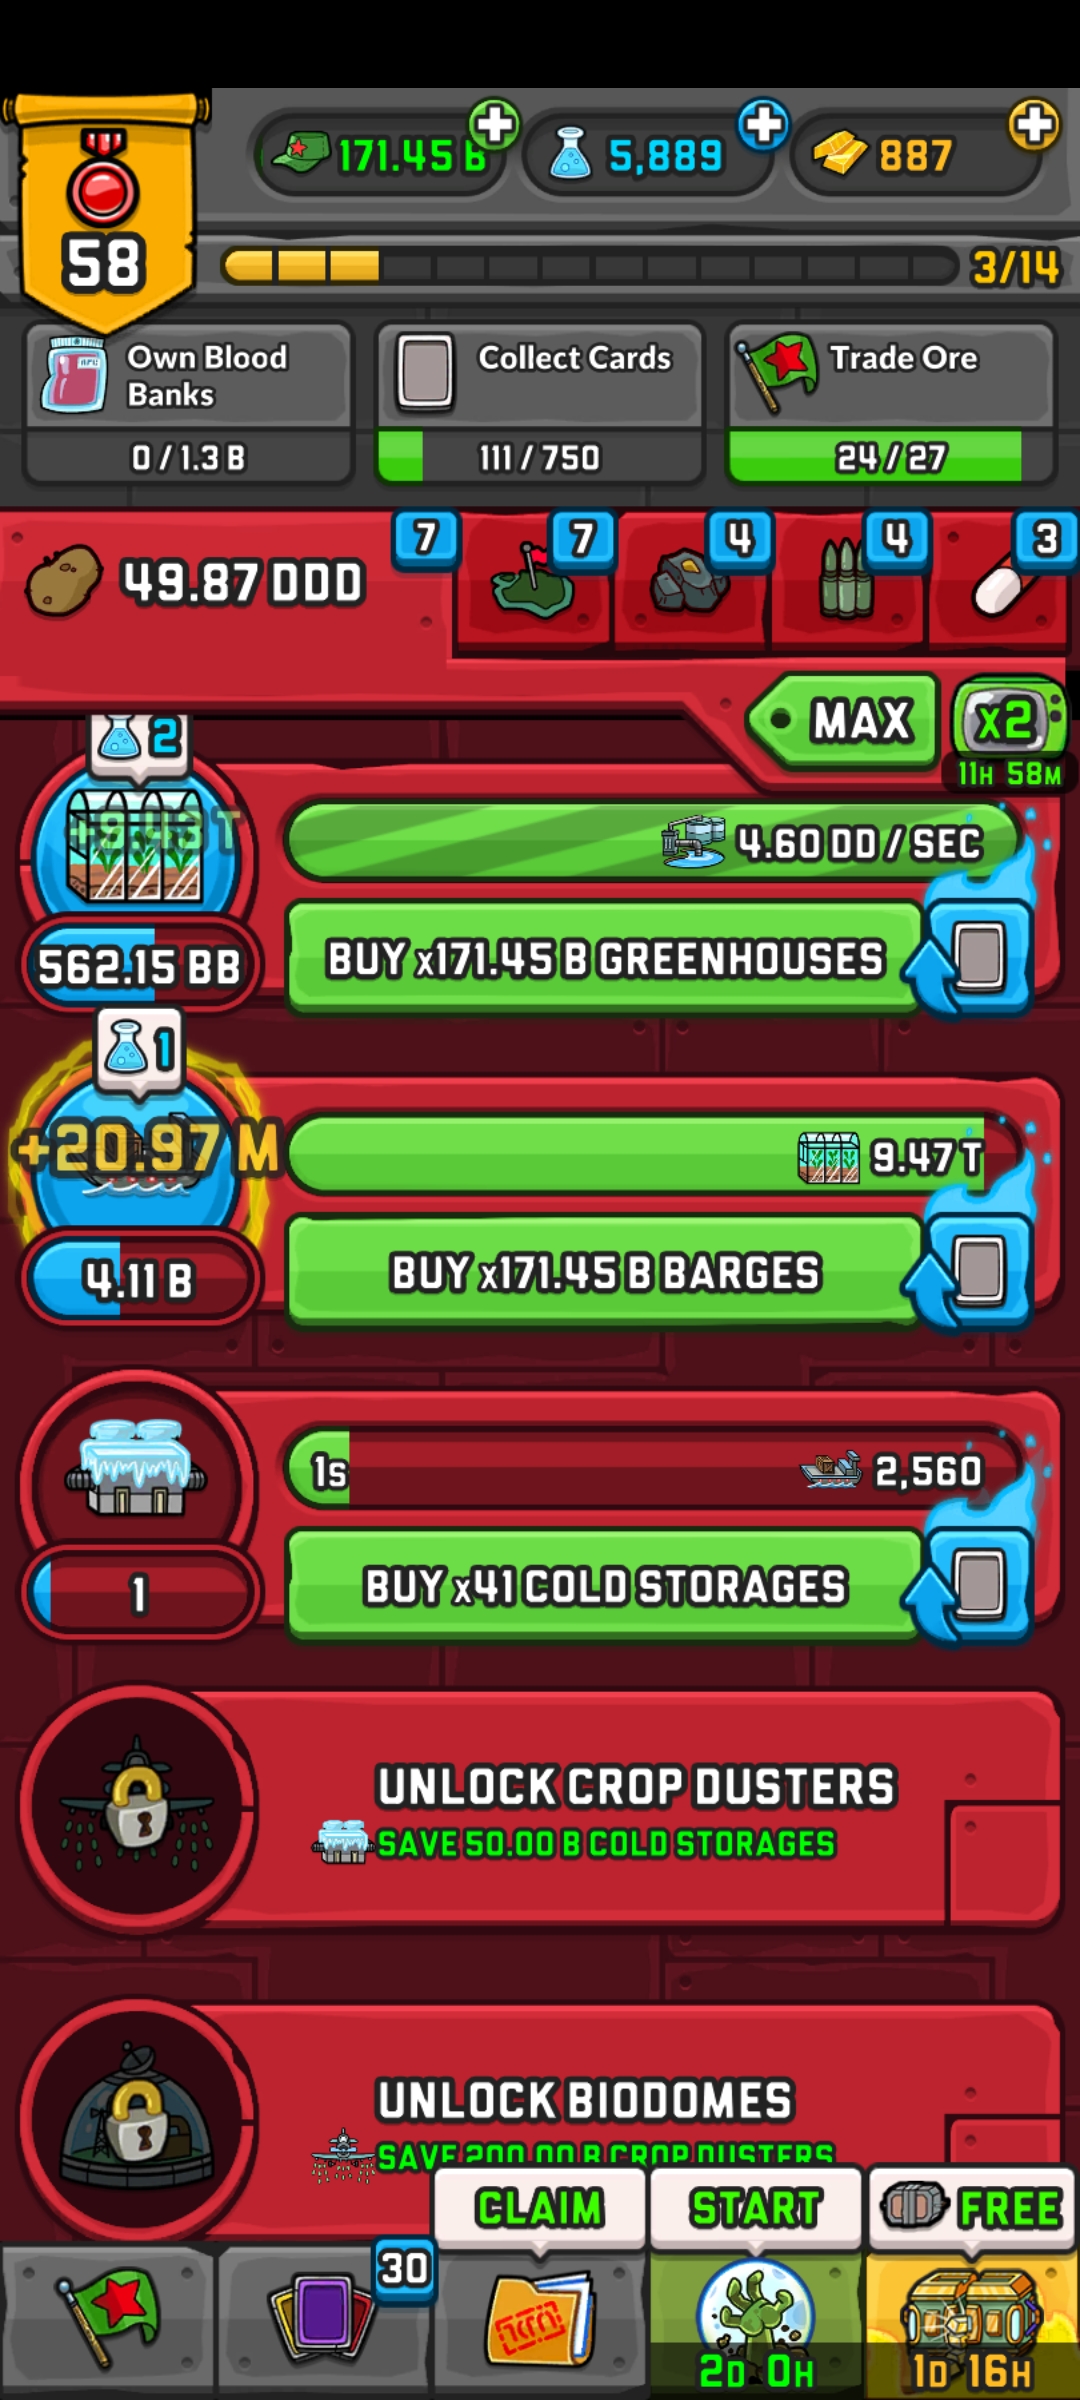 171.45 B
5,889
887
58
3/14
Own Blood
Banks
Collect Cards
Trade Ore
0 / 1.3 B
111 / 750
24 / 27
49.87 DDD
7
7
4
4
3
MAX
x2
11H 58M
2
4.60 DD / SEC
562.15 BB
BUY x171.45 B GREENHOUSES
1
+20.97 M
9.47 T
4.11 B
BUY x171.45 B BARGES
1s
2,560
1
BUY x41 COLD STORAGES
UNLOCK CROP DUSTERS
SAVE 50.00 B COLD STORAGES
UNLOCK BIODOMES
SAVE 200.00 B CROP DUSTERS
CLAIM
START
FREE
30
2D 0H
1D 16H